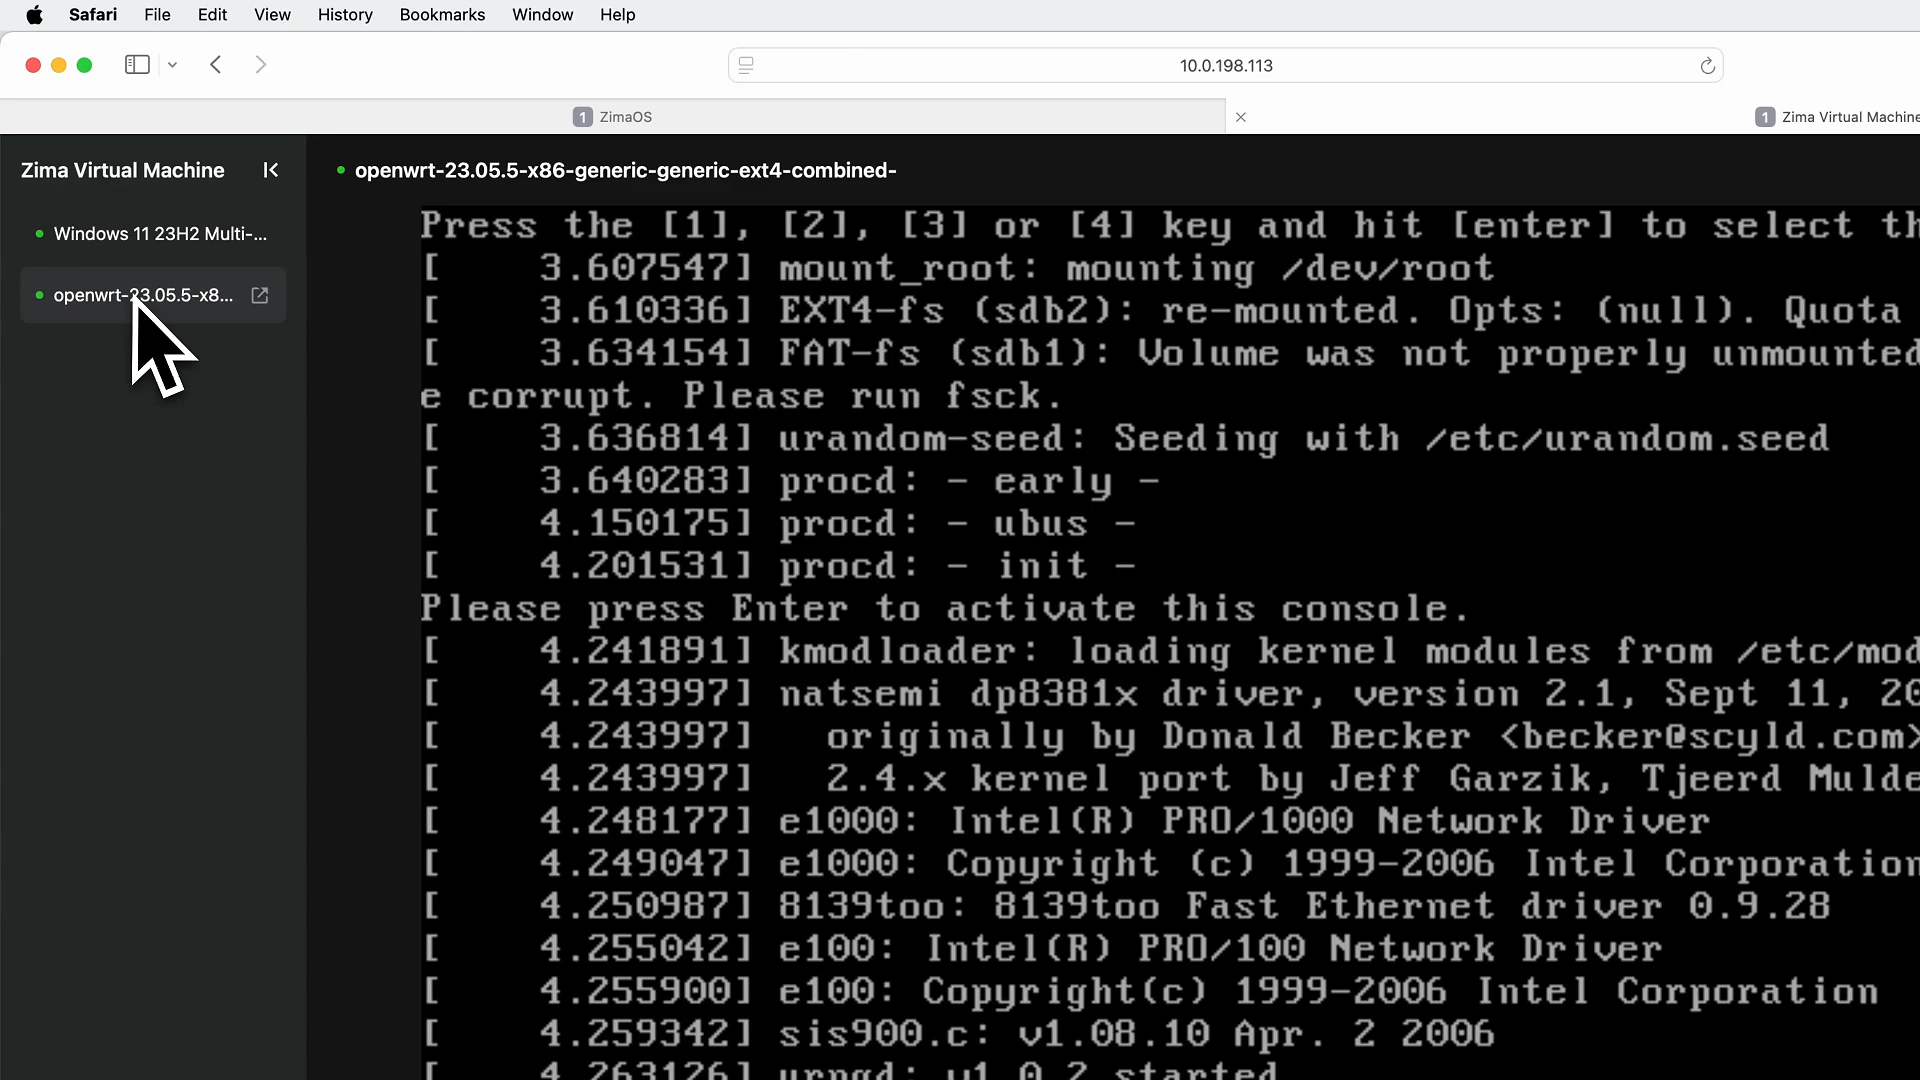 Safari File Edit View History Bookmarks Window Help
10.0.198.113
1 ZimaOS
1 Zima Virtual Machine
Zima Virtual Machine
openwrt-23.05.5-x86-generic-generic-ext4-combined-
Windows 11 23H2 Multi-...
openwrt-23.05.5-x8...
Press the [1], [2], [3] or [4] key and hit [enter] to select th
[ 3.607547] mount_root: mounting /dev/root
[ 3.610336] EXT4-fs (sdb2): re-mounted. Opts: (null). Quota
[ 3.634154] FAT-fs (sdb1): Volume was not properly unmounted
e corrupt. Please run fsck.
[ 3.636814] urandom-seed: Seeding with /etc/urandom.seed
[ 3.640283] procd: - early -
[ 4.150175] procd: - ubus -
[ 4.201531] procd: - init -
Please press Enter to activate this console.
[ 4.241891] kmodloader: loading kernel modules from /etc/mod
[ 4.243997] natsemi dp8381x driver, version 2.1, Sept 11, 20
[ 4.243997] originally by Donald Becker <becker@scyld.com>
[ 4.243997] 2.4.x kernel port by Jeff Garzik, Tjeerd Mulde
[ 4.248177] e1000: Intel(R) PRO/1000 Network Driver
[ 4.249047] e1000: Copyright (c) 1999-2006 Intel Corporation
[ 4.250987] 8139too: 8139too Fast Ethernet driver 0.9.28
[ 4.255042] e100: Intel(R) PRO/100 Network Driver
[ 4.255900] e100: Copyright(c) 1999-2006 Intel Corporation
[ 4.259342] sis900.c: v1.08.10 Apr. 2 2006
[ 4.263126] urngd: v1.0.2 started